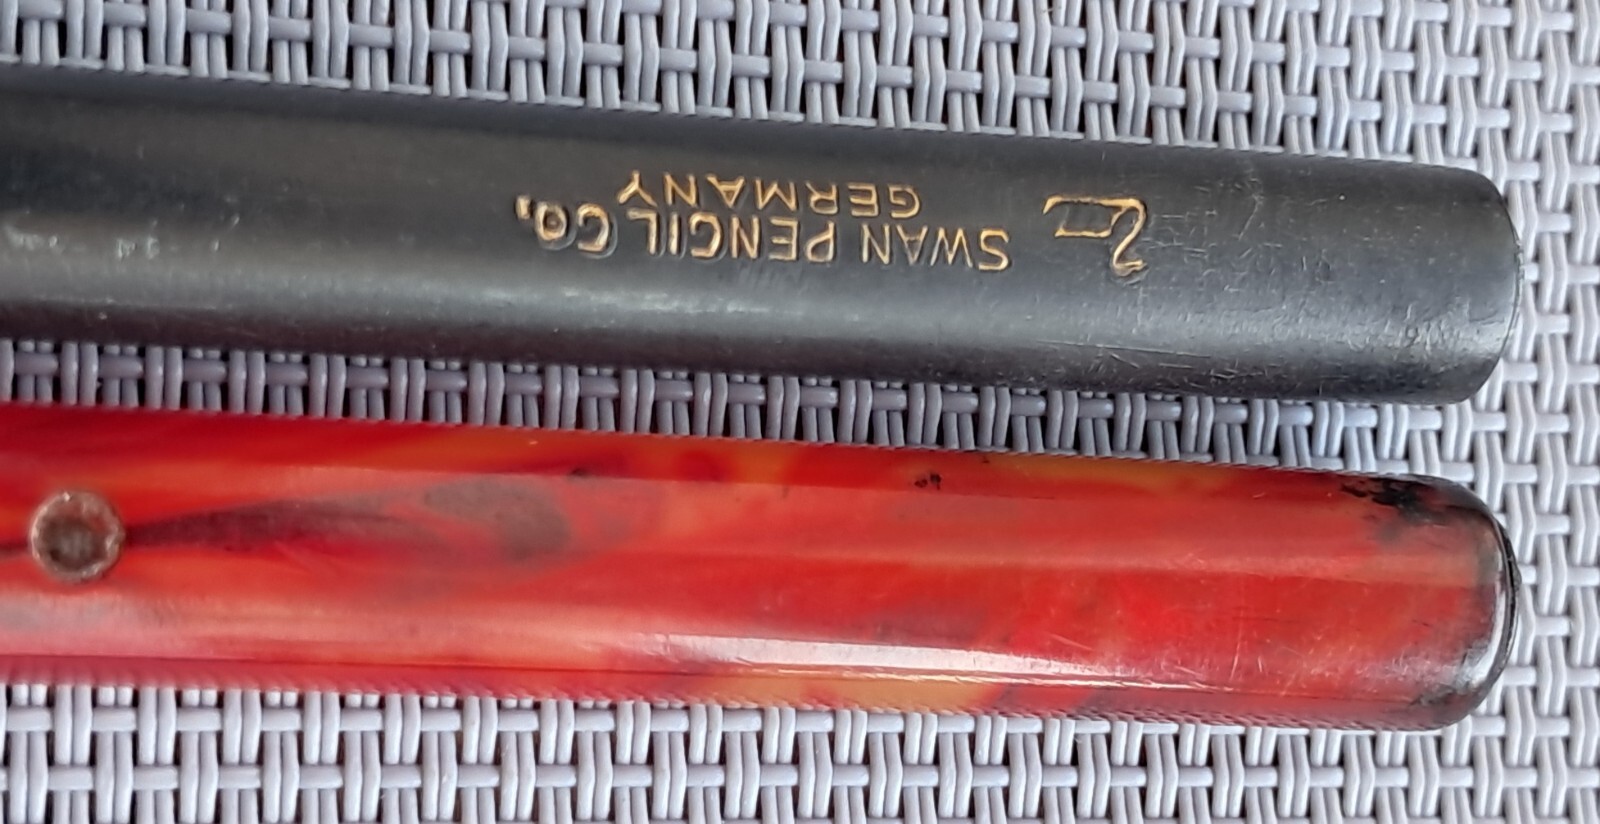 SWAN PENCIL CO,
GERMANY